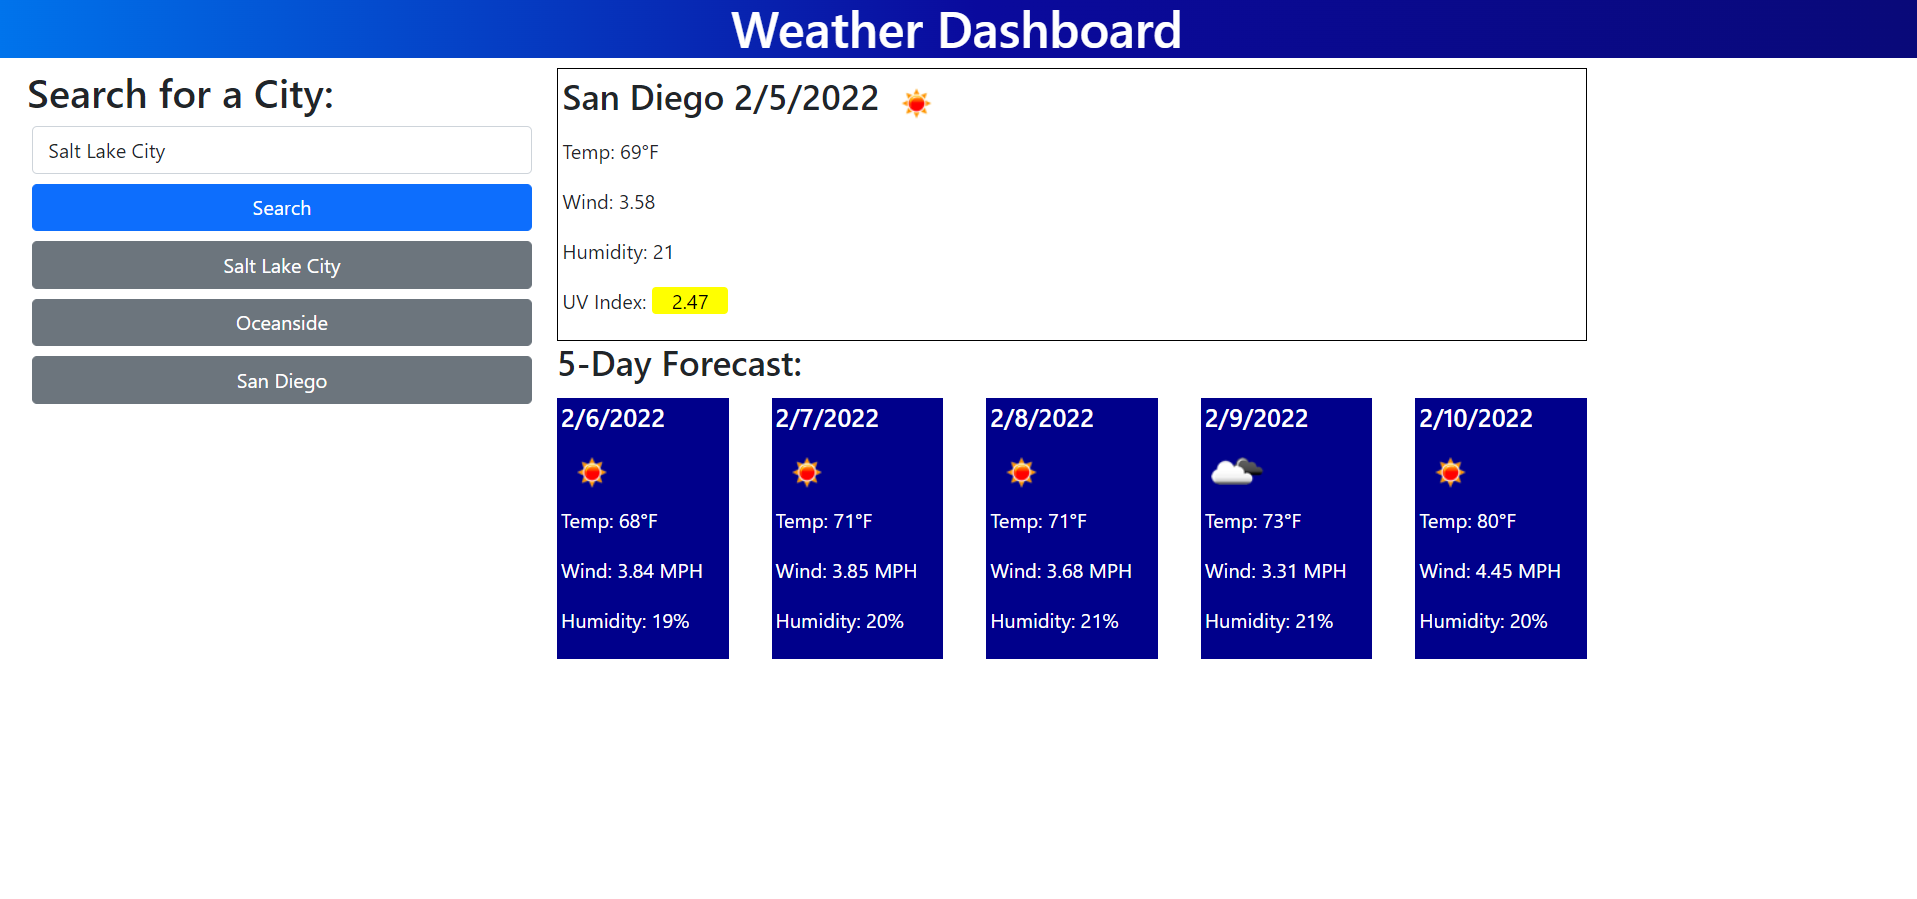 Weather Dashboard
Search for a City:
Salt Lake City
Search
Salt Lake City
Oceanside
San Diego
San Diego 2/5/2022
Temp: 69°F
Wind: 3.58
Humidity: 21
UV Index: 2.47
5-Day Forecast:
2/6/2022
Temp: 68°F
Wind: 3.84 MPH
Humidity: 19%
2/7/2022
Temp: 71°F
Wind: 3.85 MPH
Humidity: 20%
2/8/2022
Temp: 71°F
Wind: 3.68 MPH
Humidity: 21%
2/9/2022
Temp: 73°F
Wind: 3.31 MPH
Humidity: 21%
2/10/2022
Temp: 80°F
Wind: 4.45 MPH
Humidity: 20%